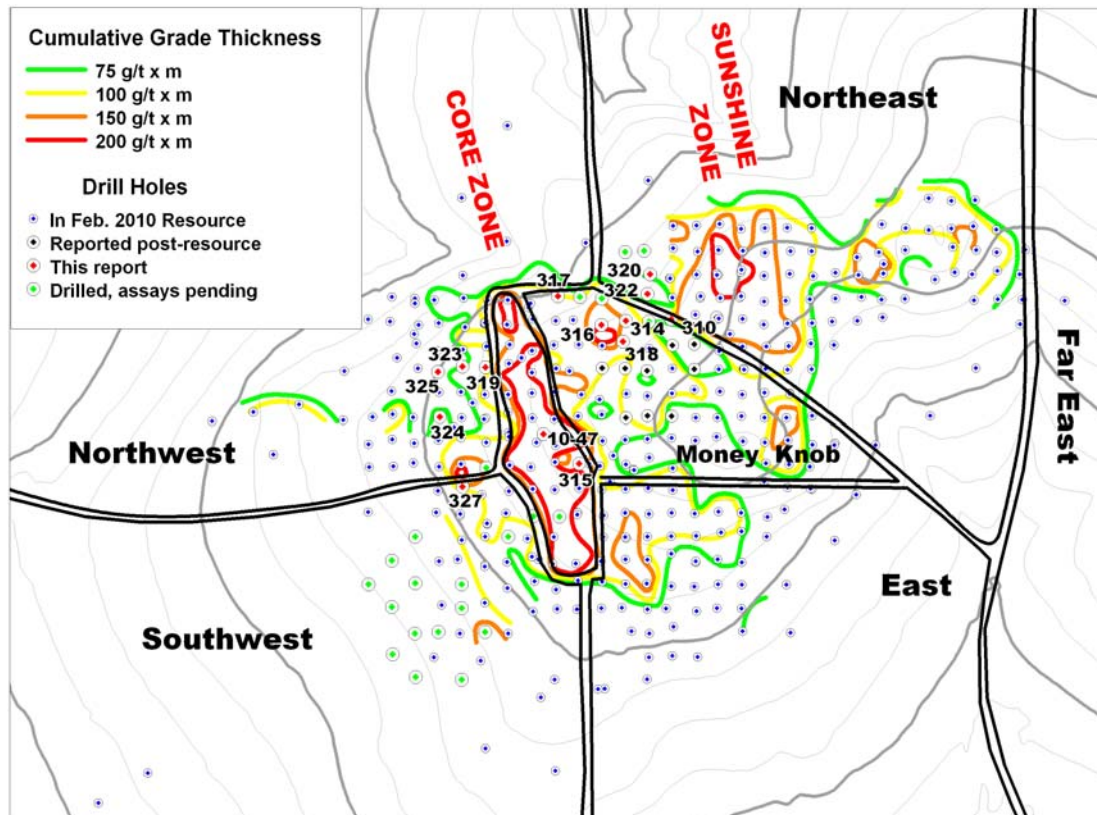 Cumulative Grade Thickness
75 g/t x m
100 g/t x m
150 g/t x m
200 g/t x m
Drill Holes
In Feb. 2010 Resource
Reported post-resource
This report
Drilled, assays pending
CORE ZONE
SUNSHINE
ZONE
Northeast
317
320
322
316
314
310
318
323
325
319
324
10-47
315
327
Northwest
Money Knob
Far East
East
Southwest